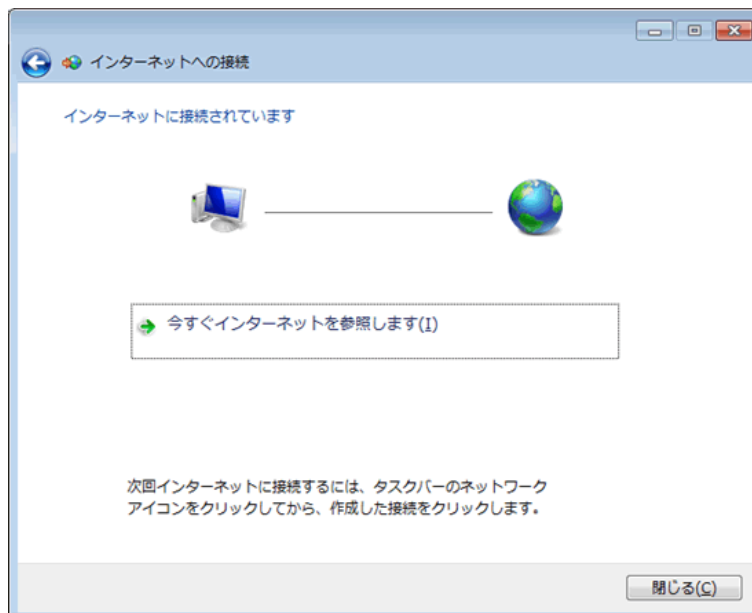 インターネットへの接続
インターネットに接続されています
今すぐインターネットを参照します(I)
次回インターネットに接続するには、タスクバーのネットワーク
アイコンをクリックしてから、作成した接続をクリックします。
閉じる(C)